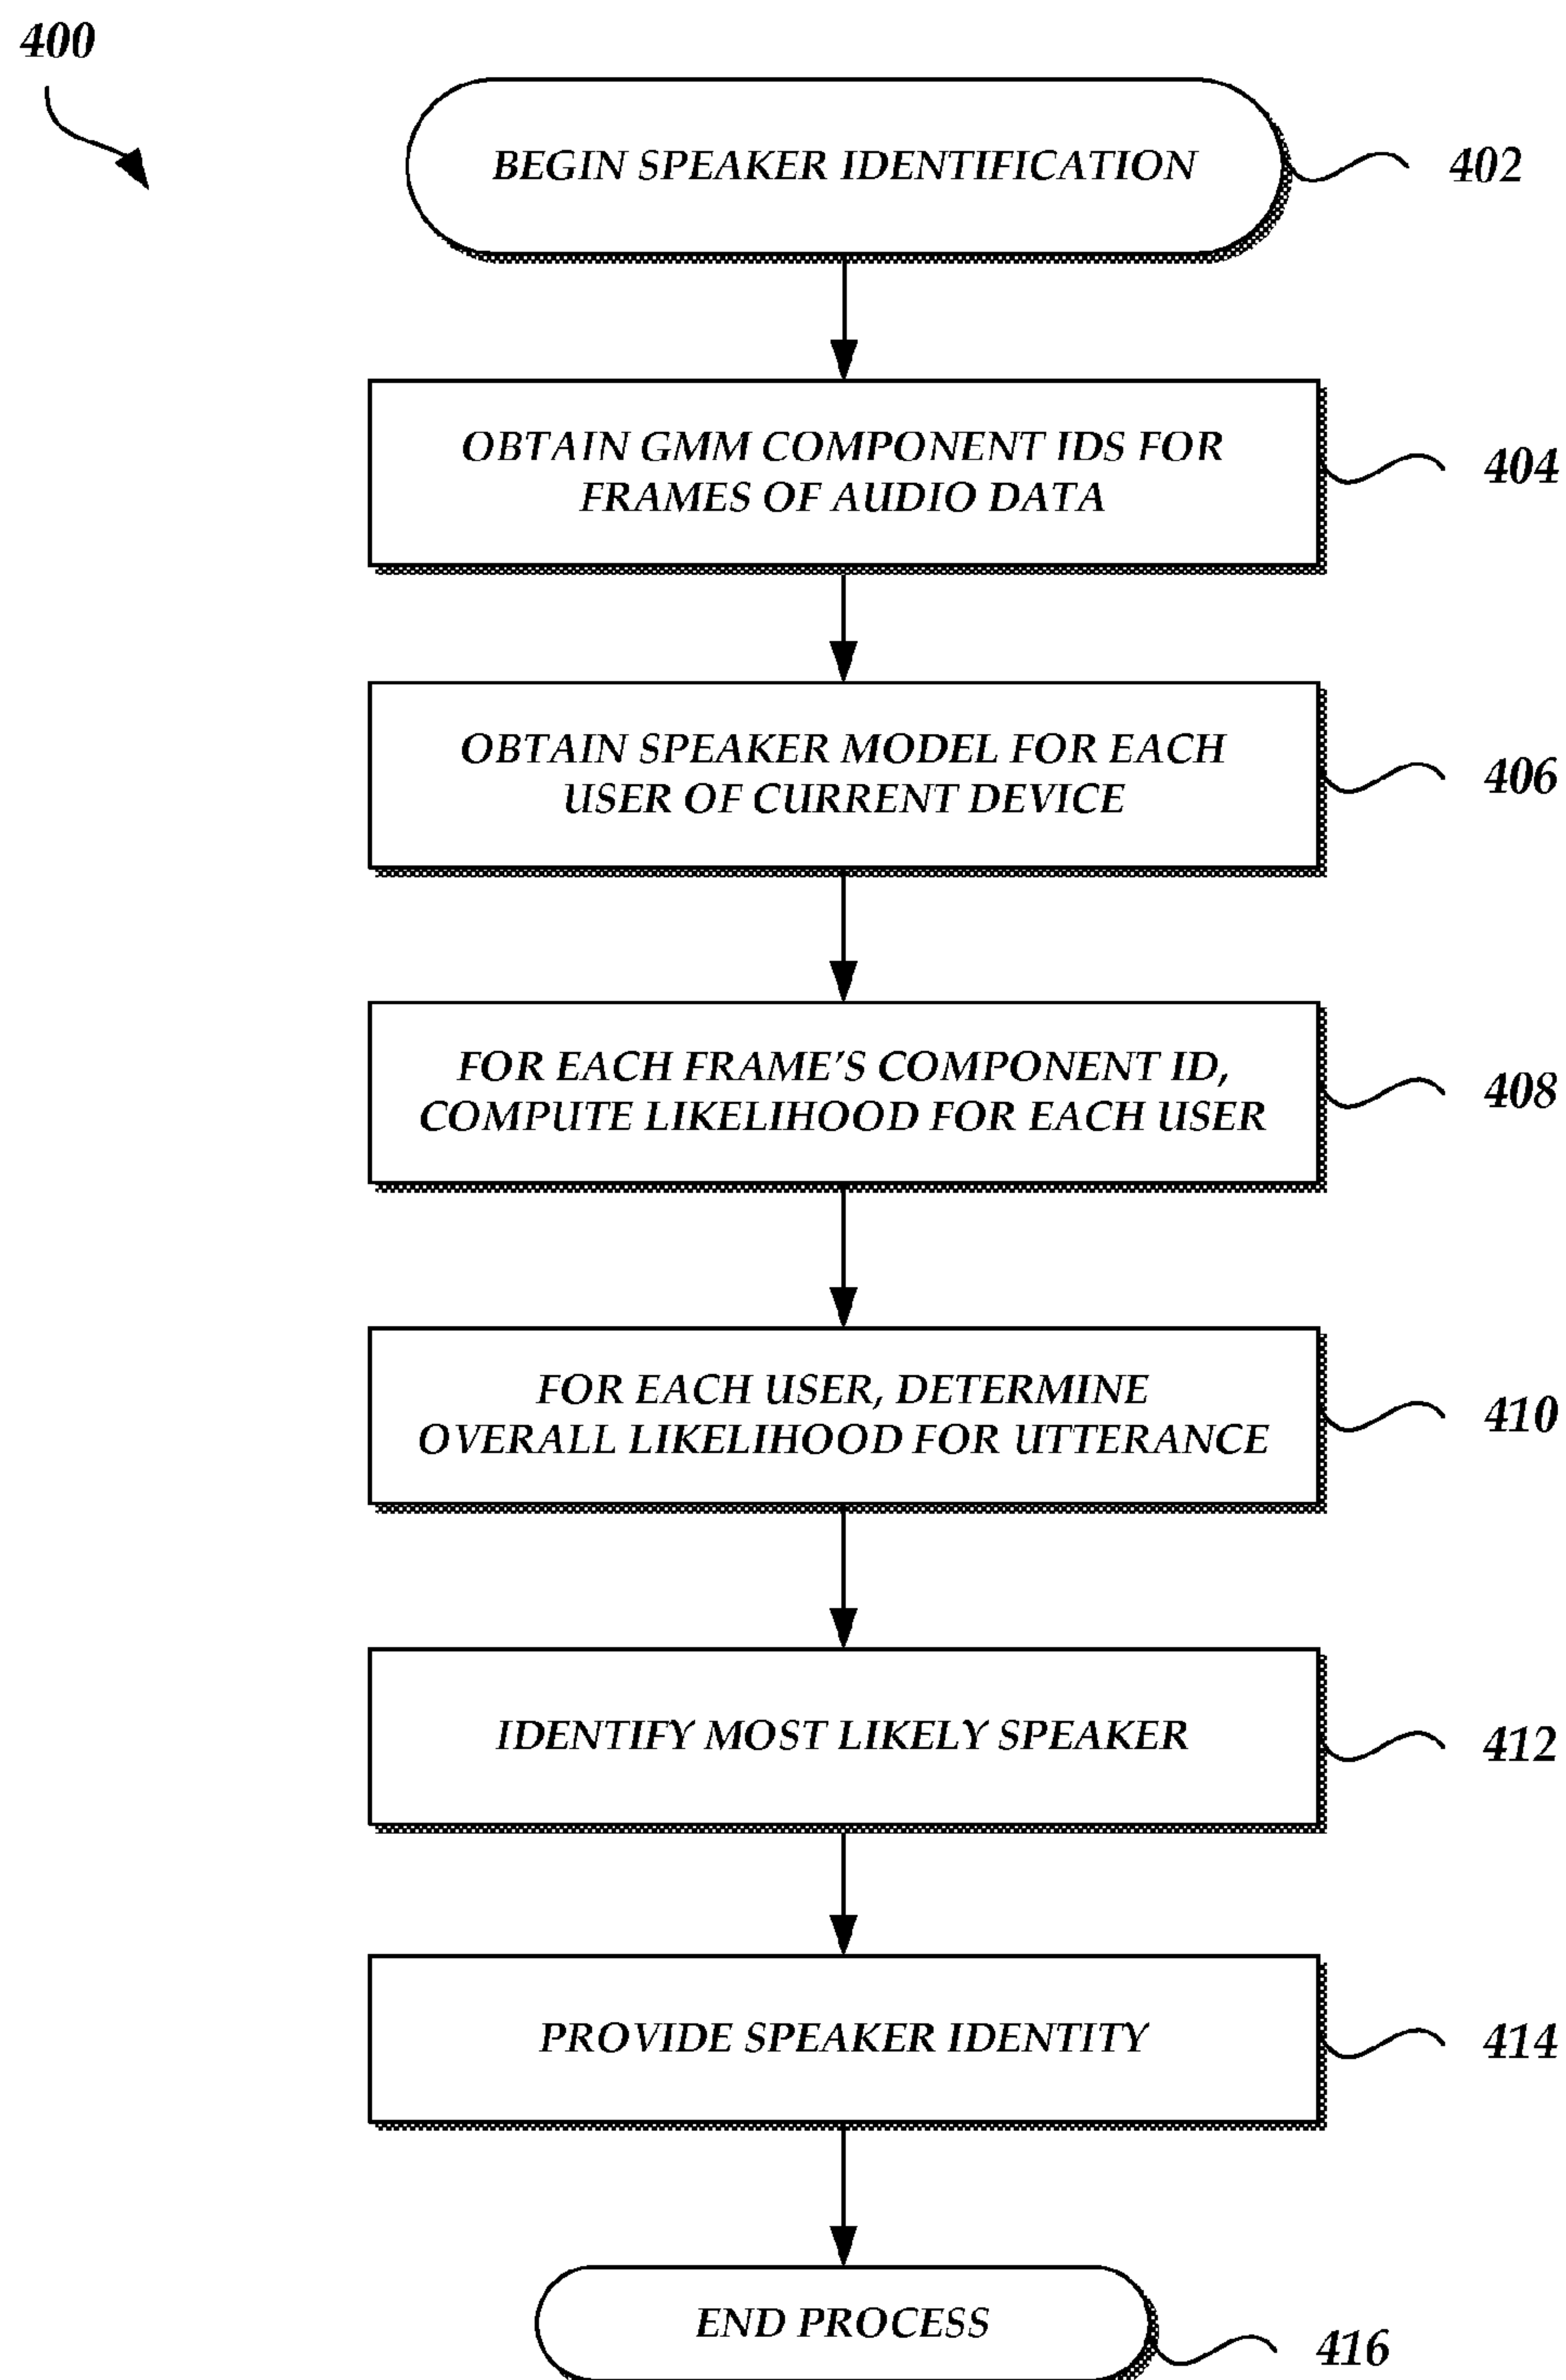 400
BEGIN SPEAKER IDENTIFICATION
402
OBTAIN GMM COMPONENT IDS FOR
FRAMES OF AUDIO DATA
404
OBTAIN SPEAKER MODEL FOR EACH
USER OF CURRENT DEVICE
406
FOR EACH FRAME'S COMPONENT ID,
COMPUTE LIKELIHOOD FOR EACH USER
408
FOR EACH USER, DETERMINE
OVERALL LIKELIHOOD FOR UTTERANCE
410
IDENTIFY MOST LIKELY SPEAKER
412
PROVIDE SPEAKER IDENTITY
414
END PROCESS
416